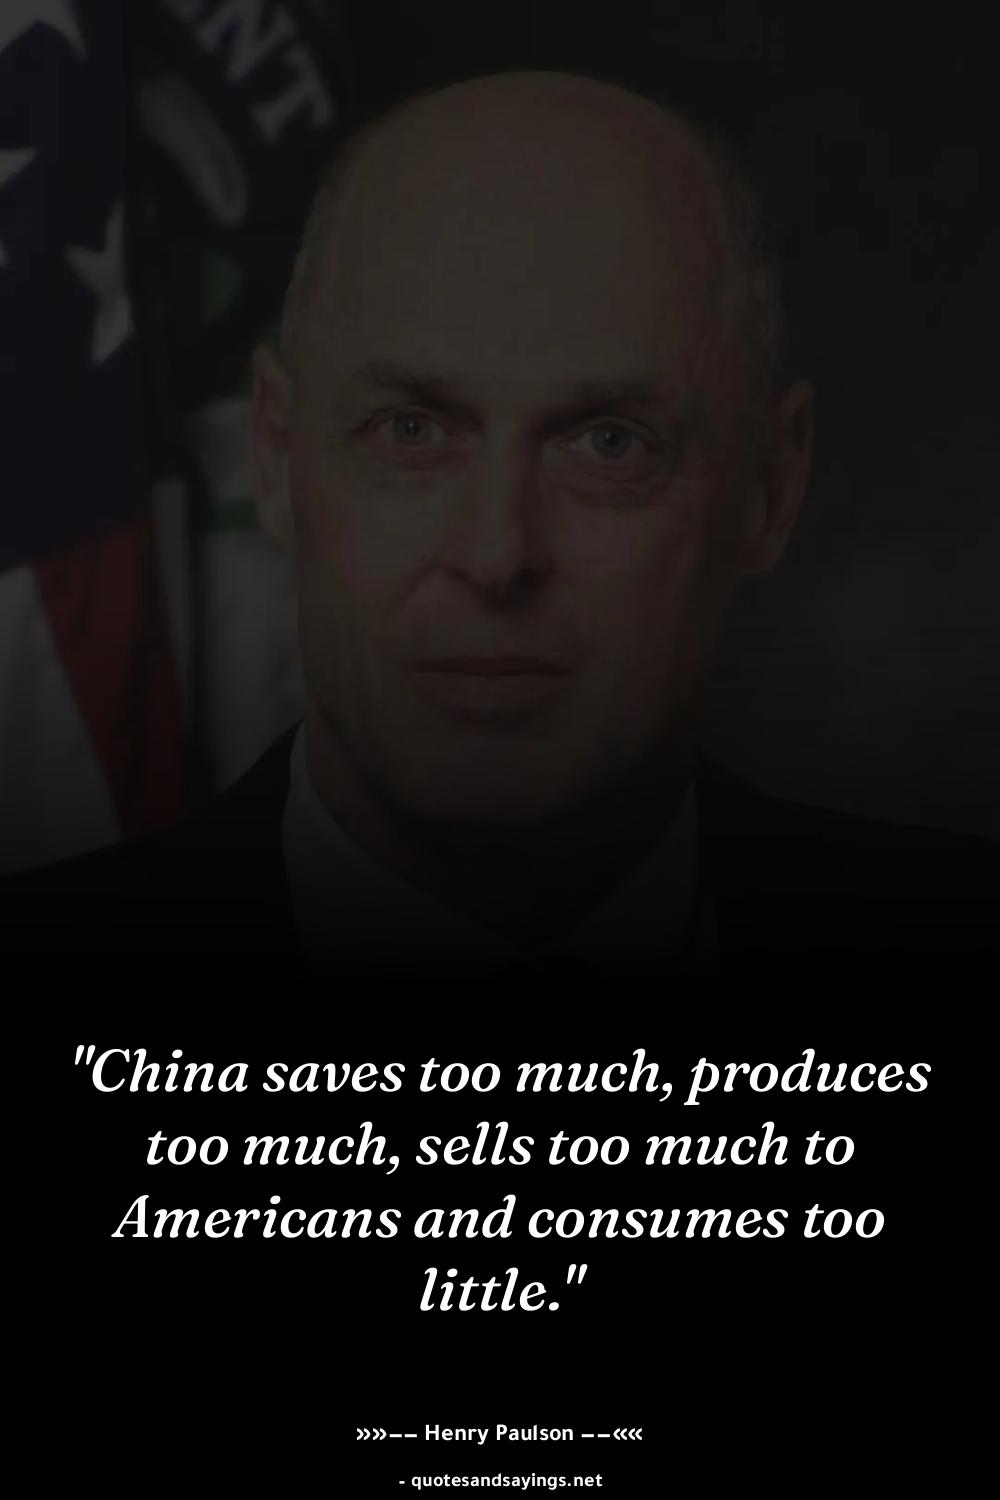 NT
"China saves too much, produces
too much, sells too much to
Americans and consumes too
little."
»»–– Henry Paulson ––««
- quotesandsayings.net